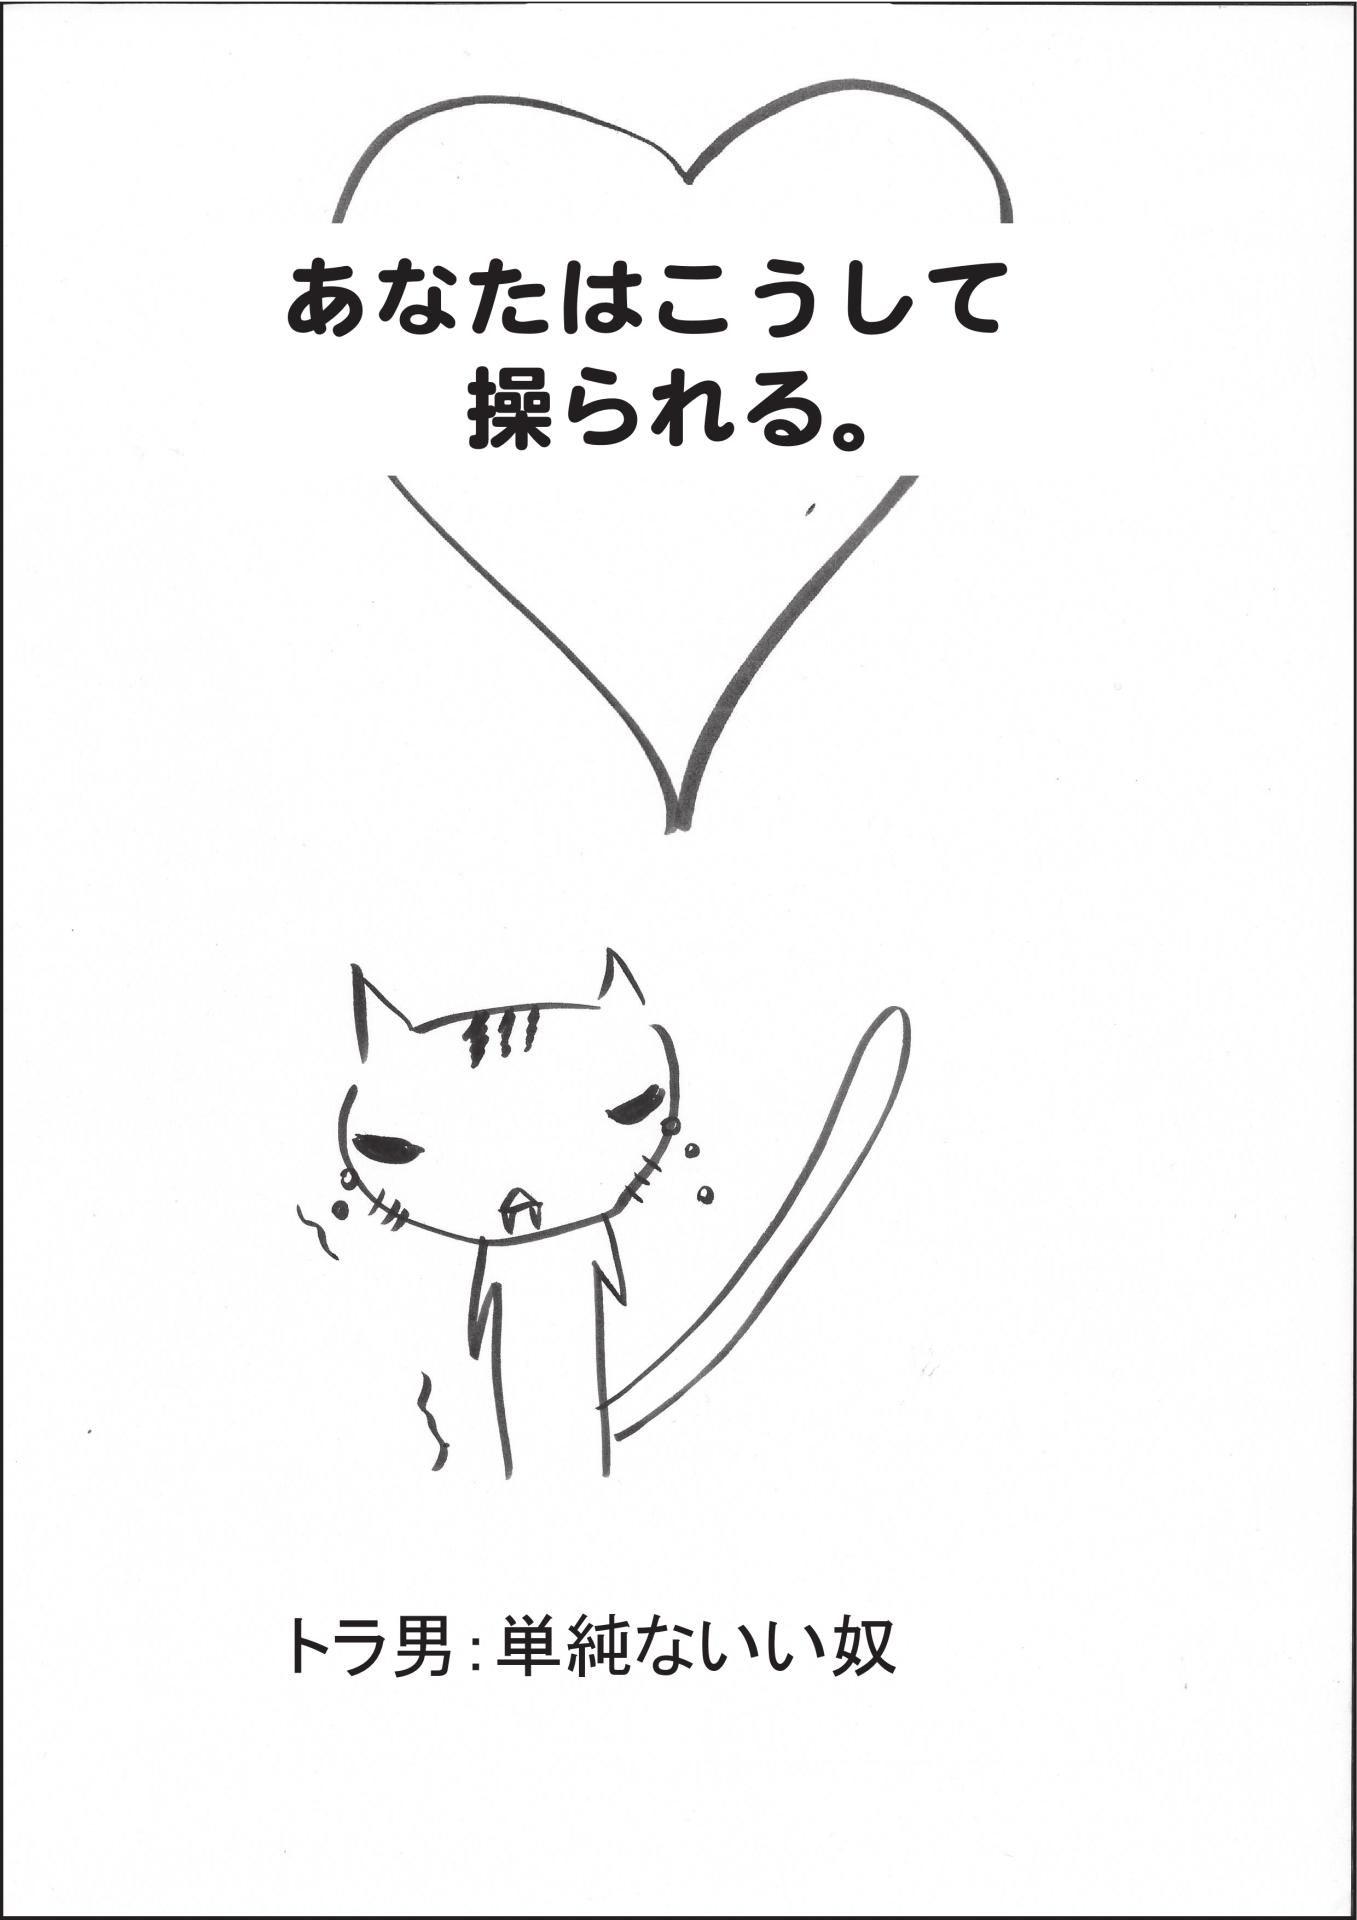 あなたはこうして
操られる。
トラ男：単純ないい奴